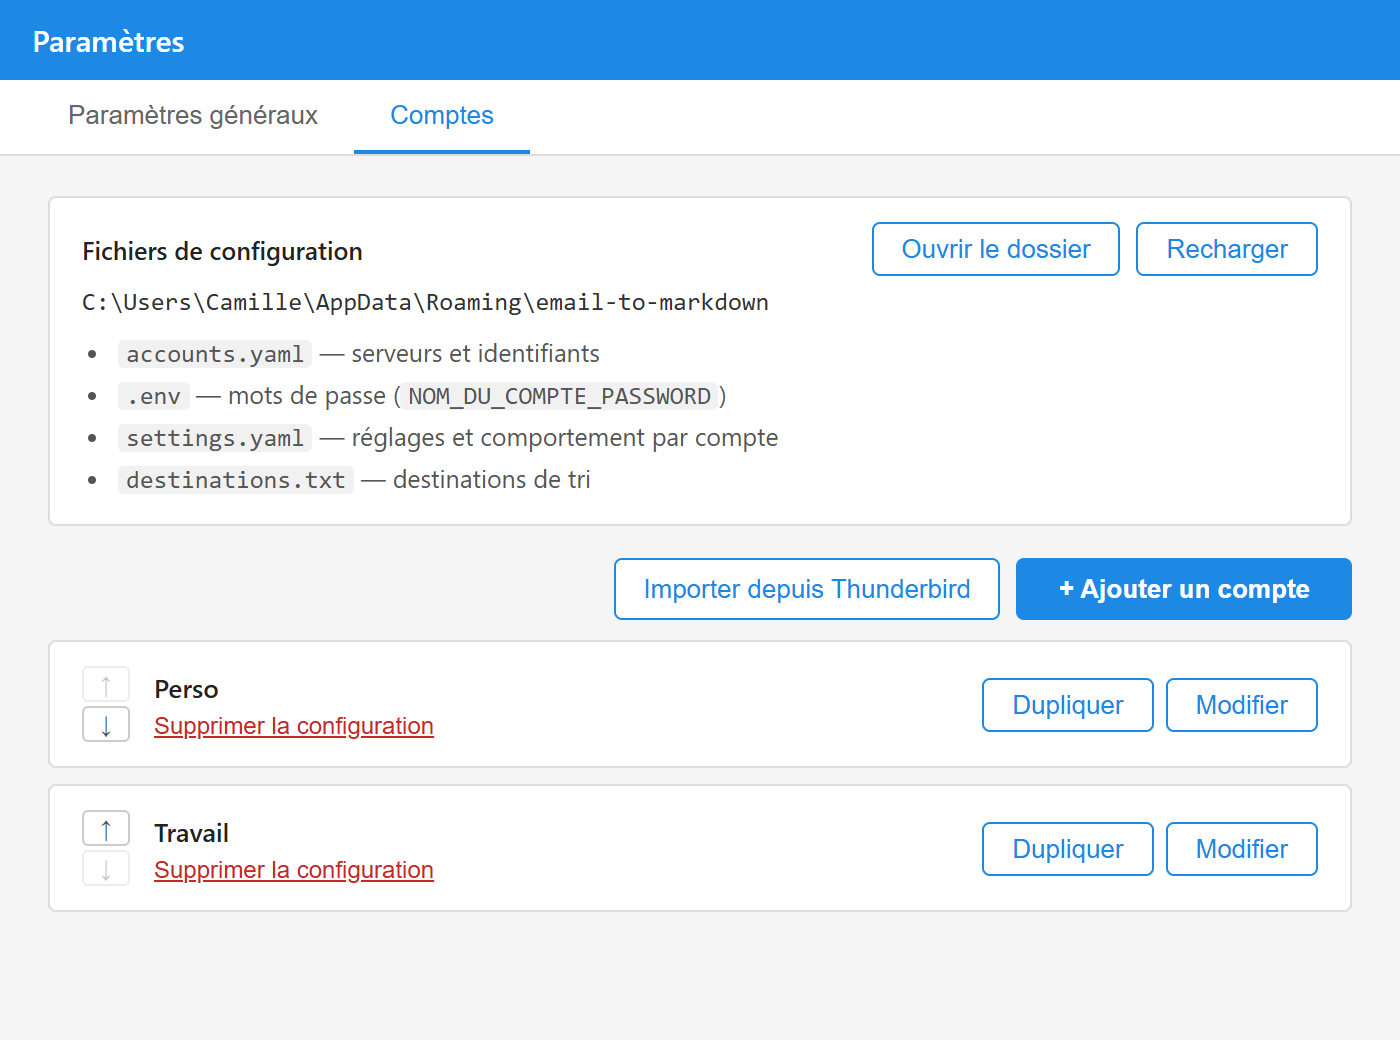 Paramètres
Paramètres généraux
Comptes
Fichiers de configuration
Ouvrir le dossier
Recharger
C:\Users\Camille\AppData\Roaming\email-to-markdown
• accounts.yaml — serveurs et identifiants
• .env — mots de passe (NOM_DU_COMPTE_PASSWORD)
• settings.yaml — réglages et comportement par compte
• destinations.txt — destinations de tri
Importer depuis Thunderbird
+ Ajouter un compte
↑
↓
Perso
Supprimer la configuration
Dupliquer
Modifier
↑
↓
Travail
Supprimer la configuration
Dupliquer
Modifier